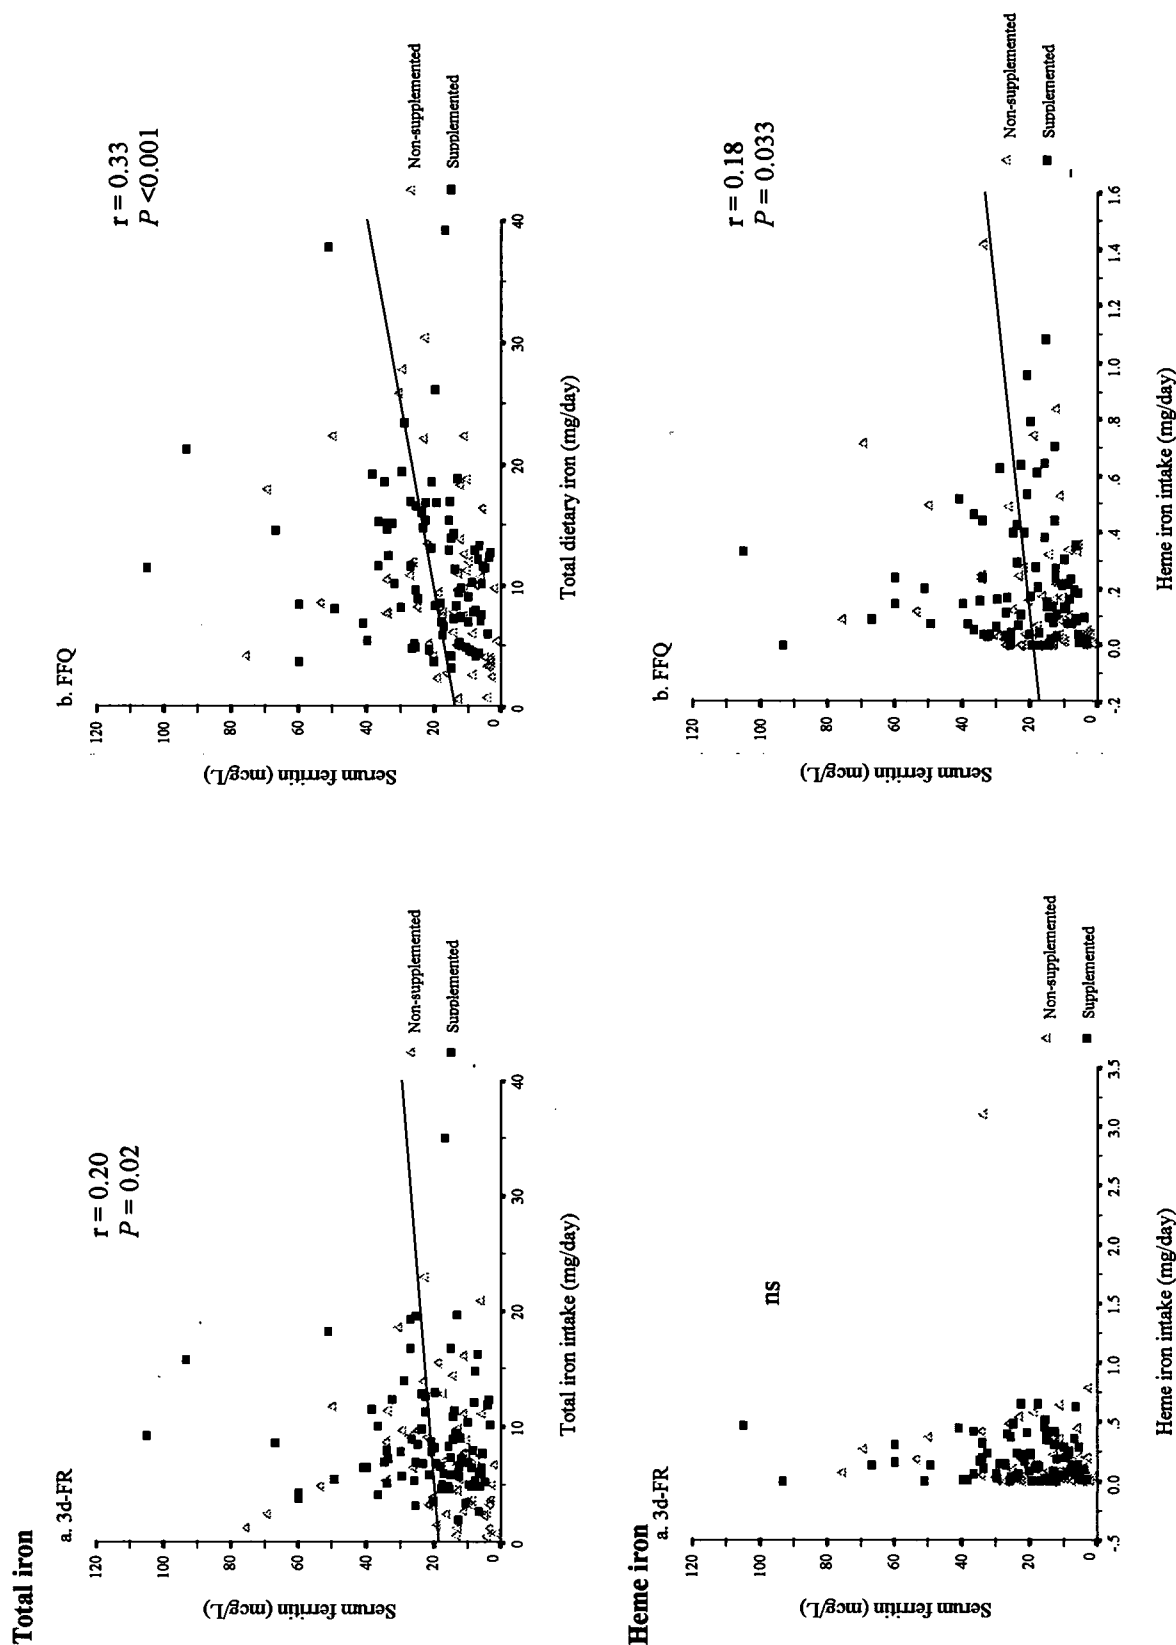 Total iron
a. 3d-FR
r = 0.20
P = 0.02
Serum ferritin (mcg/L)
120
100
80
60
40
20
0
0
10
20
30
40
Total iron intake (mg/day)
Non-supplemented
Supplemented
b. FFQ
r = 0.33
P <0.001
Serum ferritin (mcg/L)
120
100
80
60
40
20
0
0
10
20
30
40
Total dietary iron (mg/day)
Non-supplemented
Supplemented
Heme iron
a. 3d-FR
ns
Serum ferritin (mcg/L)
120
100
80
60
40
20
0
-.5
0.0
.5
1.0
1.5
2.0
2.5
3.0
3.5
Heme iron intake (mg/day)
Non-supplemented
Supplemented
b. FFQ
r = 0.18
P = 0.033
Serum ferritin (mcg/L)
120
100
80
60
40
20
0
-.2
0.0
.2
.4
.6
.8
1.0
1.2
1.4
1.6
Heme iron intake (mg/day)
Non-supplemented
Supplemented